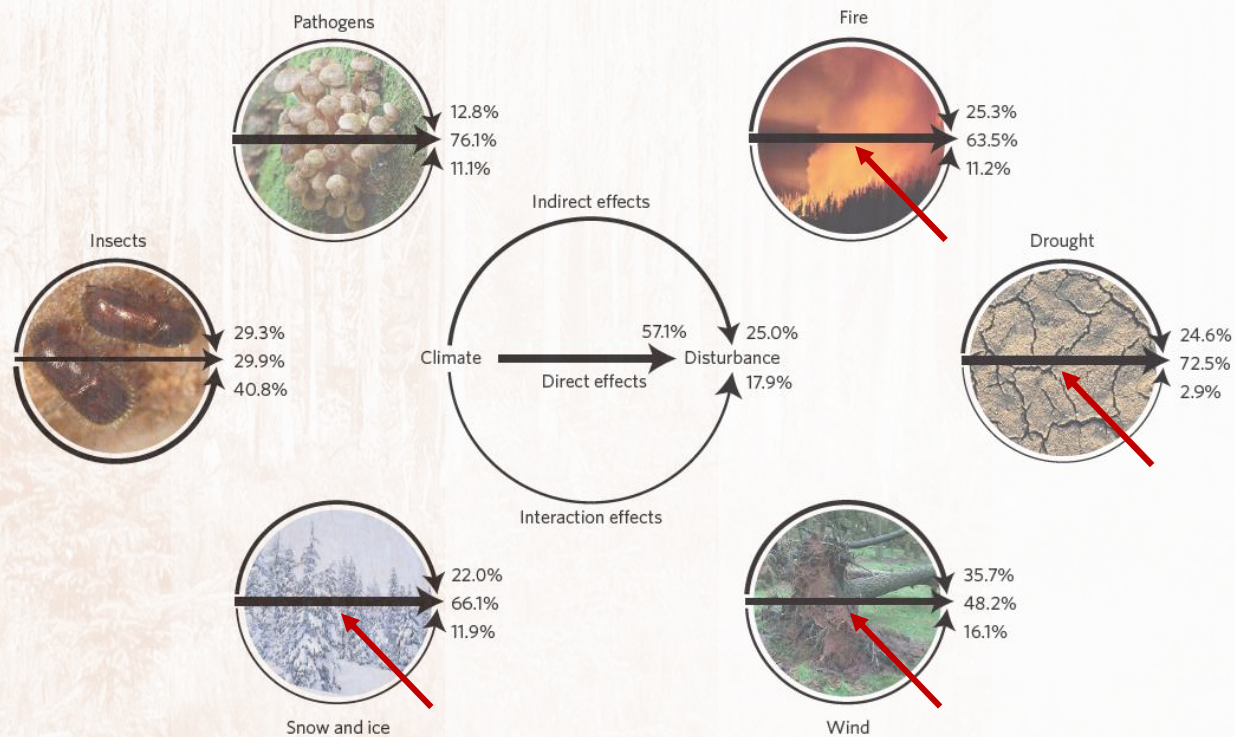 Pathogens
12.8%
76.1%
11.1%
Fire
25.3%
63.5%
11.2%
Insects
29.3%
29.9%
40.8%
Indirect effects
Climate
57.1%
25.0%
Disturbance
Direct effects
17.9%
Interaction effects
Drought
24.6%
72.5%
2.9%
22.0%
66.1%
11.9%
Snow and ice
35.7%
48.2%
16.1%
Wind